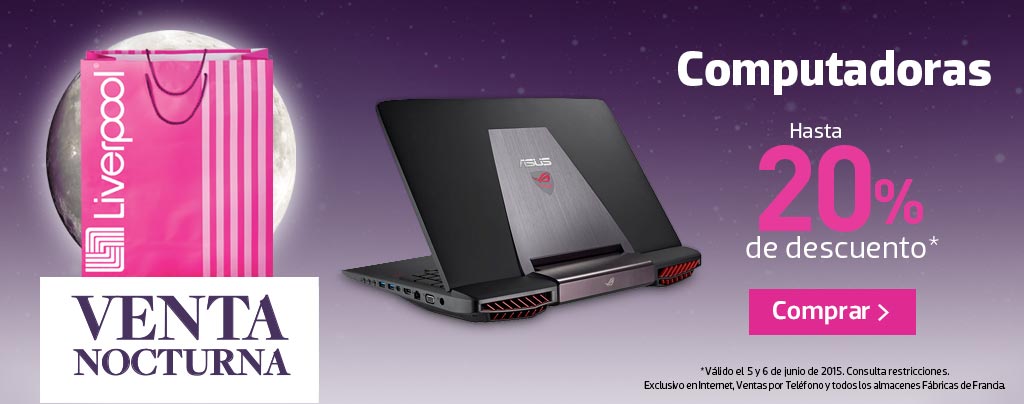 Liverpool
VENTA
NOCTURNA
ASUS
Computadoras
Hasta
20%
de descuento*
Comprar >
*Válido el 5 y 6 de junio de 2015. Consulta restricciones.
Exclusivo en Internet, Ventas por Teléfono y todos los almacenes Fábricas de Francia.